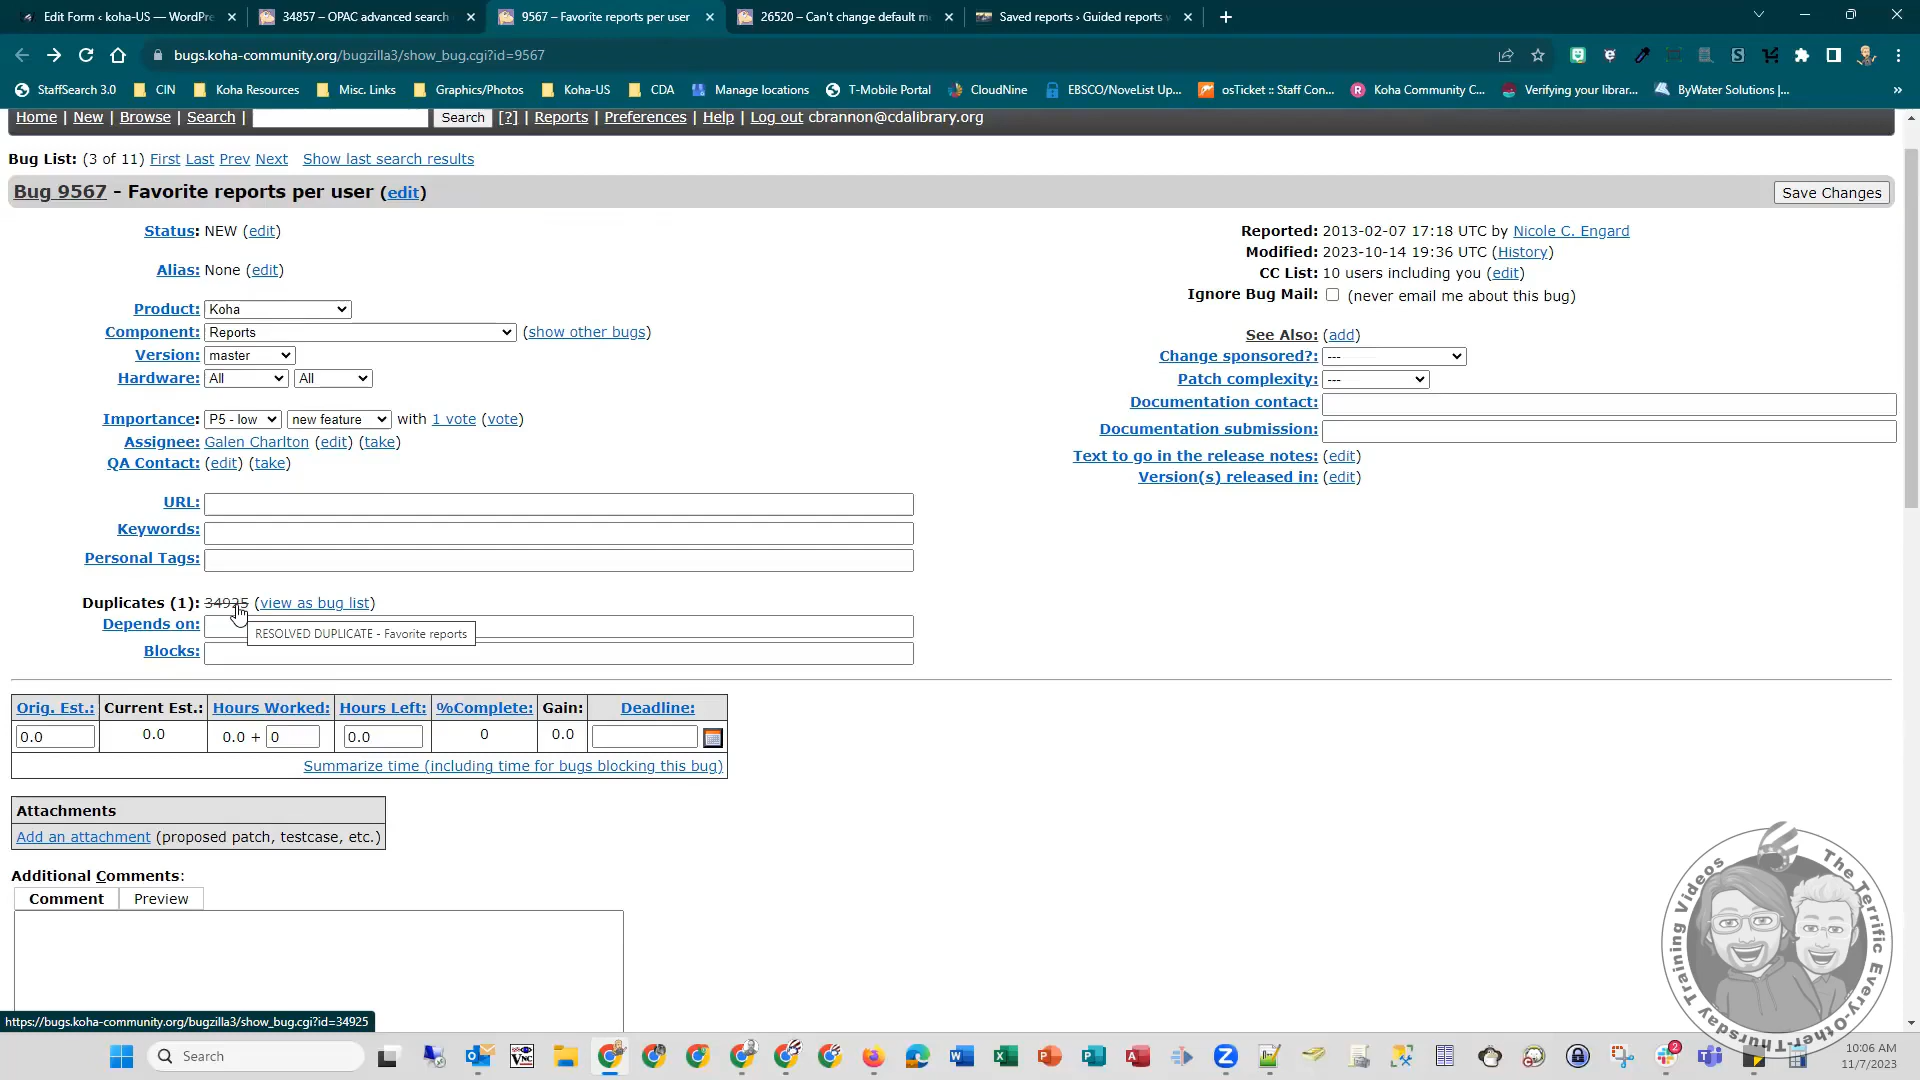 Edit Form ‹ koha-US — WordPre
34857 – OPAC advanced search
9567 – Favorite reports per user
26520 – Can't change default m
Saved reports › Guided reports
bugs.koha-community.org/bugzilla3/show_bug.cgi?id=9567
StaffSearch 3.0
CIN
Koha Resources
Misc. Links
Graphics/Photos
Koha-US
CDA
Manage locations
T-Mobile Portal
CloudNine
EBSCO/NoveList Up...
osTicket :: Staff Con...
Koha Community C...
Verifying your librar...
ByWater Solutions |...
»
Home | New | Browse | Search | Search [?] | Reports | Preferences | Help | Log out cbrannon@cdalibrary.org
Bug List: (3 of 11) First Last Prev Next Show last search results
Bug 9567 - Favorite reports per user (edit)
Save Changes
Status: NEW (edit)
Alias: None (edit)
Product: Koha
Component: Reports (show other bugs)
Version: master
Hardware: All All
Importance: P5 - low new feature with 1 vote (vote)
Assignee: Galen Charlton (edit) (take)
QA Contact: (edit) (take)
URL:
Keywords:
Personal Tags:
Duplicates (1): 34925 (view as bug list)
Depends on:
RESOLVED DUPLICATE - Favorite reports
Blocks:
Reported: 2013-02-07 17:18 UTC by Nicole C. Engard
Modified: 2023-10-14 19:36 UTC (History)
CC List: 10 users including you (edit)
Ignore Bug Mail: (never email me about this bug)
See Also: (add)
Change sponsored?: ---
Patch complexity: ---
Documentation contact:
Documentation submission:
Text to go in the release notes: (edit)
Version(s) released in: (edit)
Orig. Est.: Current Est.: Hours Worked: Hours Left: %Complete: Gain: Deadline:
0.0 0.0 0.0 + 0 0.0 0 0.0
Summarize time (including time for bugs blocking this bug)
Attachments
Add an attachment (proposed patch, testcase, etc.)
Additional Comments:
Comment Preview
https://bugs.koha-community.org/bugzilla3/show_bug.cgi?id=34925
The Terrific Every-Other-Thursday Training Videos
Search
VNC
2
10:06 AM
11/7/2023